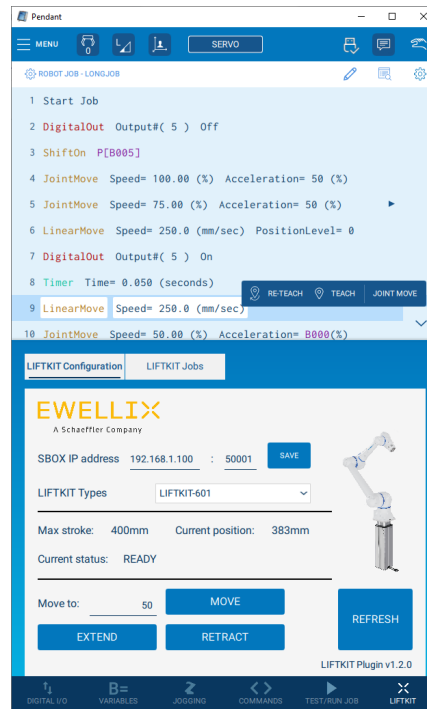 Pendant
MENU 0 SERVO
ROBOT JOB - LONGJOB
1 Start Job
2 DigitalOut Output#( 5 ) Off
3 ShiftOn P[B005]
4 JointMove Speed= 100.00 (%) Acceleration= 50 (%)
5 JointMove Speed= 75.00 (%) Acceleration= 50 (%)
6 LinearMove Speed= 250.0 (mm/sec) PositionLevel= 0
7 DigitalOut Output#( 5 ) On
8 Timer Time= 0.050 (seconds)
RE-TEACH TEACH JOINT MOVE
9 LinearMove Speed= 250.0 (mm/sec)
10 JointMove Speed= 50.00 (%) Acceleration= B000(%)
LIFTKIT Configuration LIFTKIT Jobs
EWELLIX
A Schaeffler Company
SBOX IP address 192.168.1.100 : 50001 SAVE
LIFTKIT Types LIFTKIT-601
Max stroke: 400mm Current position: 383mm
Current status: READY
Move to: 50 MOVE
REFRESH
EXTEND RETRACT
LIFTKIT Plugin v1.2.0
DIGITAL I/O VARIABLES JOGGING COMMANDS TEST/RUN JOB LIFTKIT